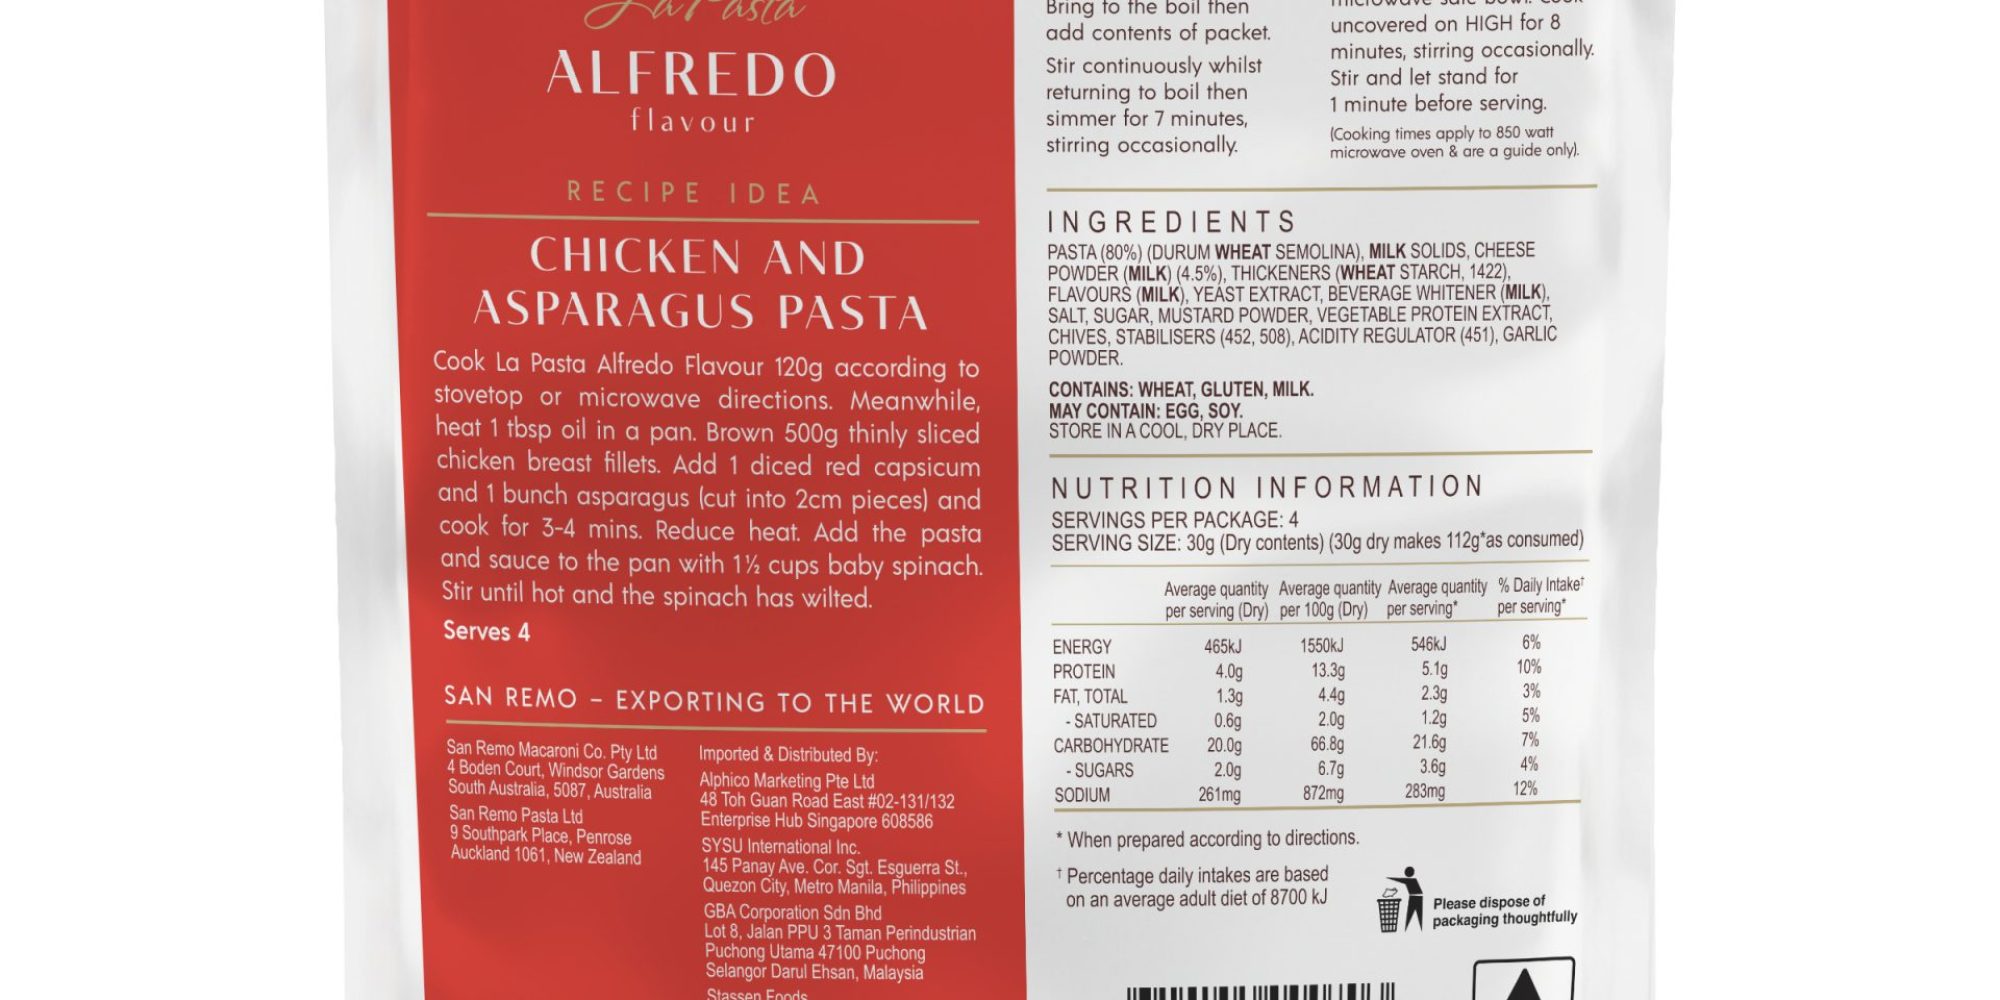 La Pasta
ALFREDO
flavour
RECIPE IDEA
CHICKEN AND
ASPARAGUS PASTA
Cook La Pasta Alfredo Flavour 120g according to
stovetop or microwave directions. Meanwhile,
heat 1 tbsp oil in a pan. Brown 500g thinly sliced
chicken breast fillets. Add 1 diced red capsicum
and 1 bunch asparagus (cut into 2cm pieces) and
cook for 3-4 mins. Reduce heat. Add the pasta
and sauce to the pan with 1½ cups baby spinach.
Stir until hot and the spinach has wilted.
Serves 4
SAN REMO – EXPORTING TO THE WORLD
San Remo Macaroni Co. Pty Ltd
4 Boden Court, Windsor Gardens
South Australia, 5087, Australia
San Remo Pasta Ltd
9 Southpark Place, Penrose
Auckland 1061, New Zealand
Imported & Distributed By:
Alphico Marketing Pte Ltd
48 Toh Guan Road East #02-131/132
Enterprise Hub Singapore 608586
SYSU International Inc.
145 Panay Ave. Cor. Sgt. Esguerra St.,
Quezon City, Metro Manila, Philippines
GBA Corporation Sdn Bhd
Lot 8, Jalan PPU 3 Taman Perindustrian
Puchong Utama 47100 Puchong
Selangor Darul Ehsan, Malaysia
Stassen Foods
Bring to the boil then
add contents of packet.
Stir continuously whilst
returning to boil then
simmer for 7 minutes,
stirring occasionally.
microwave safe bowl. Cook
uncovered on HIGH for 8
minutes, stirring occasionally.
Stir and let stand for
1 minute before serving.
(Cooking times apply to 850 watt
microwave oven & are a guide only).
INGREDIENTS
PASTA (80%) (DURUM WHEAT SEMOLINA), MILK SOLIDS, CHEESE
POWDER (MILK) (4.5%), THICKENERS (WHEAT STARCH, 1422),
FLAVOURS (MILK), YEAST EXTRACT, BEVERAGE WHITENER (MILK),
SALT, SUGAR, MUSTARD POWDER, VEGETABLE PROTEIN EXTRACT,
CHIVES, STABILISERS (452, 508), ACIDITY REGULATOR (451), GARLIC
POWDER.
CONTAINS: WHEAT, GLUTEN, MILK.
MAY CONTAIN: EGG, SOY.
STORE IN A COOL, DRY PLACE.
NUTRITION INFORMATION
SERVINGS PER PACKAGE: 4
SERVING SIZE: 30g (Dry contents) (30g dry makes 112g*as consumed)
Average quantity Average quantity Average quantity % Daily Intake†
per serving (Dry) per 100g (Dry) per serving* per serving*
ENERGY 465kJ 1550kJ 546kJ 6%
PROTEIN 4.0g 13.3g 5.1g 10%
FAT, TOTAL 1.3g 4.4g 2.3g 3%
- SATURATED 0.6g 2.0g 1.2g 5%
CARBOHYDRATE 20.0g 66.8g 21.6g 7%
- SUGARS 2.0g 6.7g 3.6g 4%
SODIUM 261mg 872mg 283mg 12%
* When prepared according to directions.
† Percentage daily intakes are based
on an average adult diet of 8700 kJ
Please dispose of
packaging thoughtfully